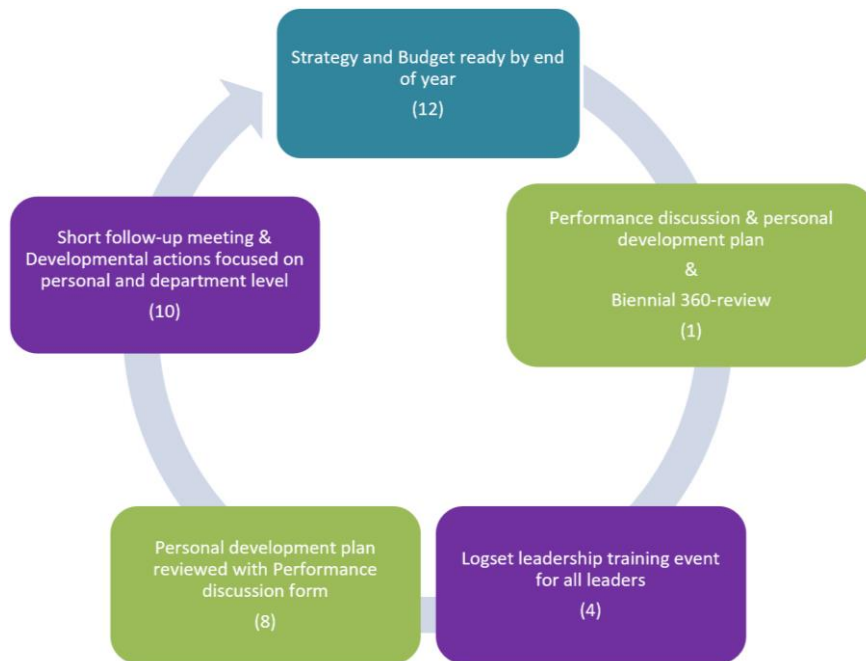 Strategy and Budget ready by end
of year
(12)
Performance discussion & personal
development plan
&
Biennial 360-review
(1)
Logset leadership training event
for all leaders
(4)
Personal development plan
reviewed with Performance
discussion form
(8)
Short follow-up meeting &
Developmental actions focused on
personal and department level
(10)